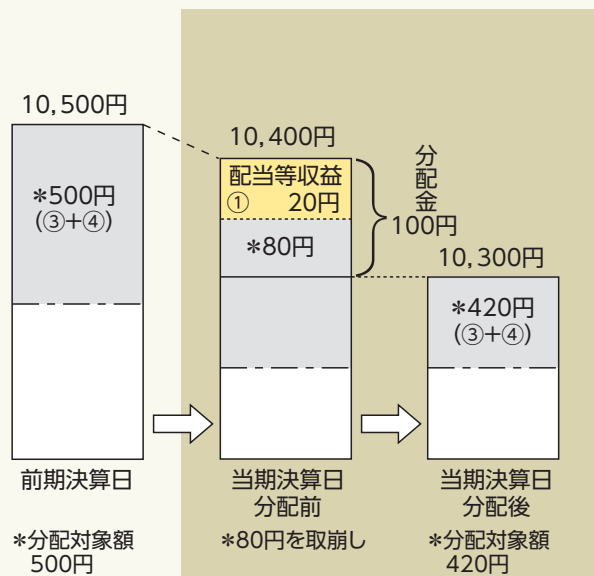 10,500円
*500円
(③+④)
前期決算日
*分配対象額
500円
10,400円
配当等収益
① 20円
*80円
分配金
100円
当期決算日
分配前
*80円を取崩し
10,300円
*420円
(③+④)
当期決算日
分配後
*分配対象額
420円